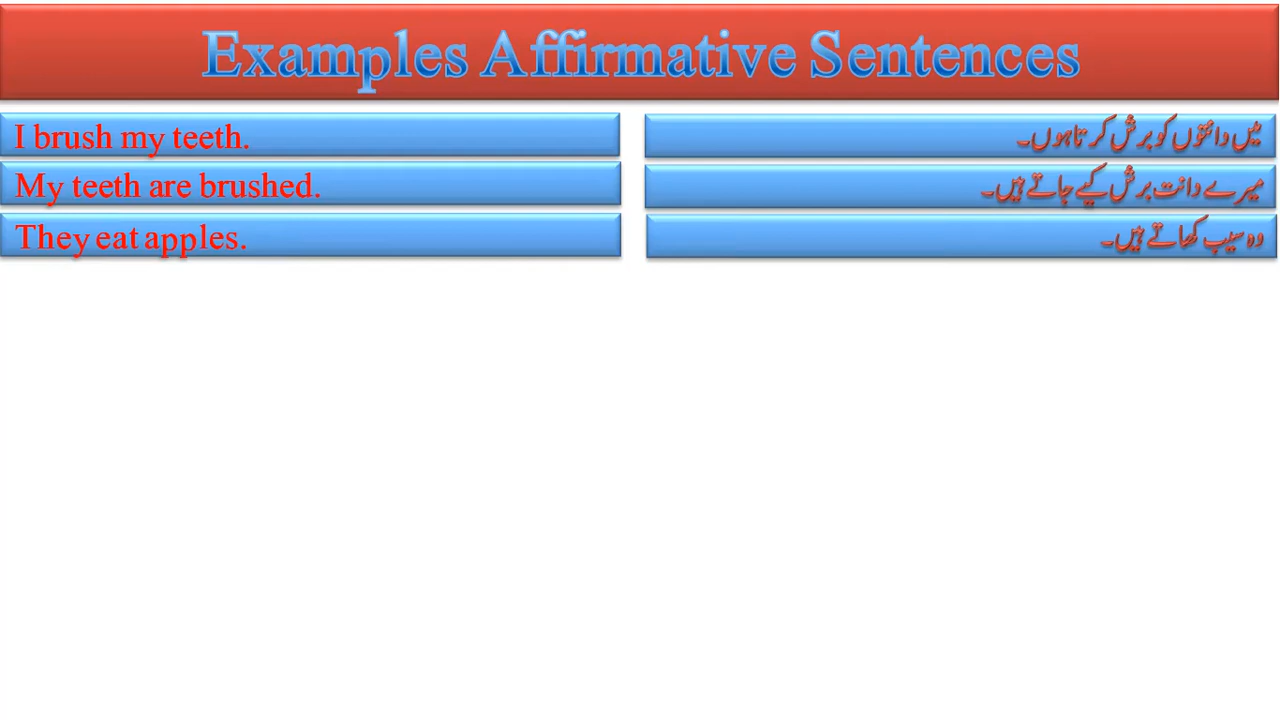 Examples Affirmative Sentences
I brush my teeth.
میں دانتوں کو برش کرتا ہوں۔
My teeth are brushed.
میرے دانت برش کیے جاتے ہیں۔
They eat apples.
وہ سیب کھاتے ہیں۔